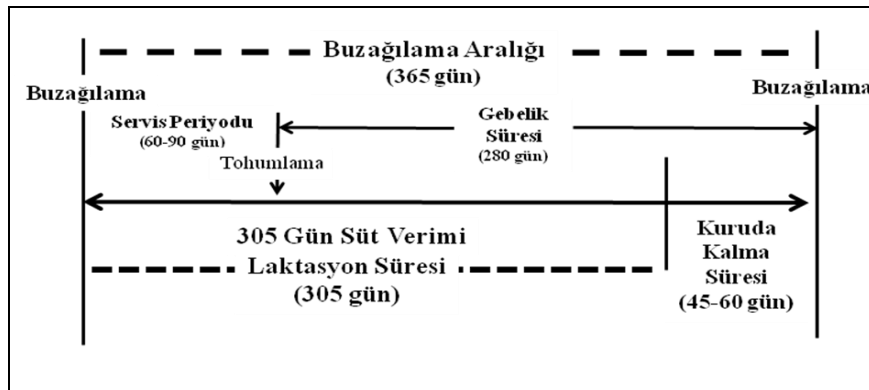 Buzağılama Aralığı
(365 gün)
Buzağılama
Buzağılama
Servis Periyodu
(60-90 gün)
Gebelik
Süresi
(280 gün)
Tohumlama
305 Gün Süt Verimi
Laktasyon Süresi
(305 gün)
Kuruda
Kalma
Süresi
(45-60 gün)